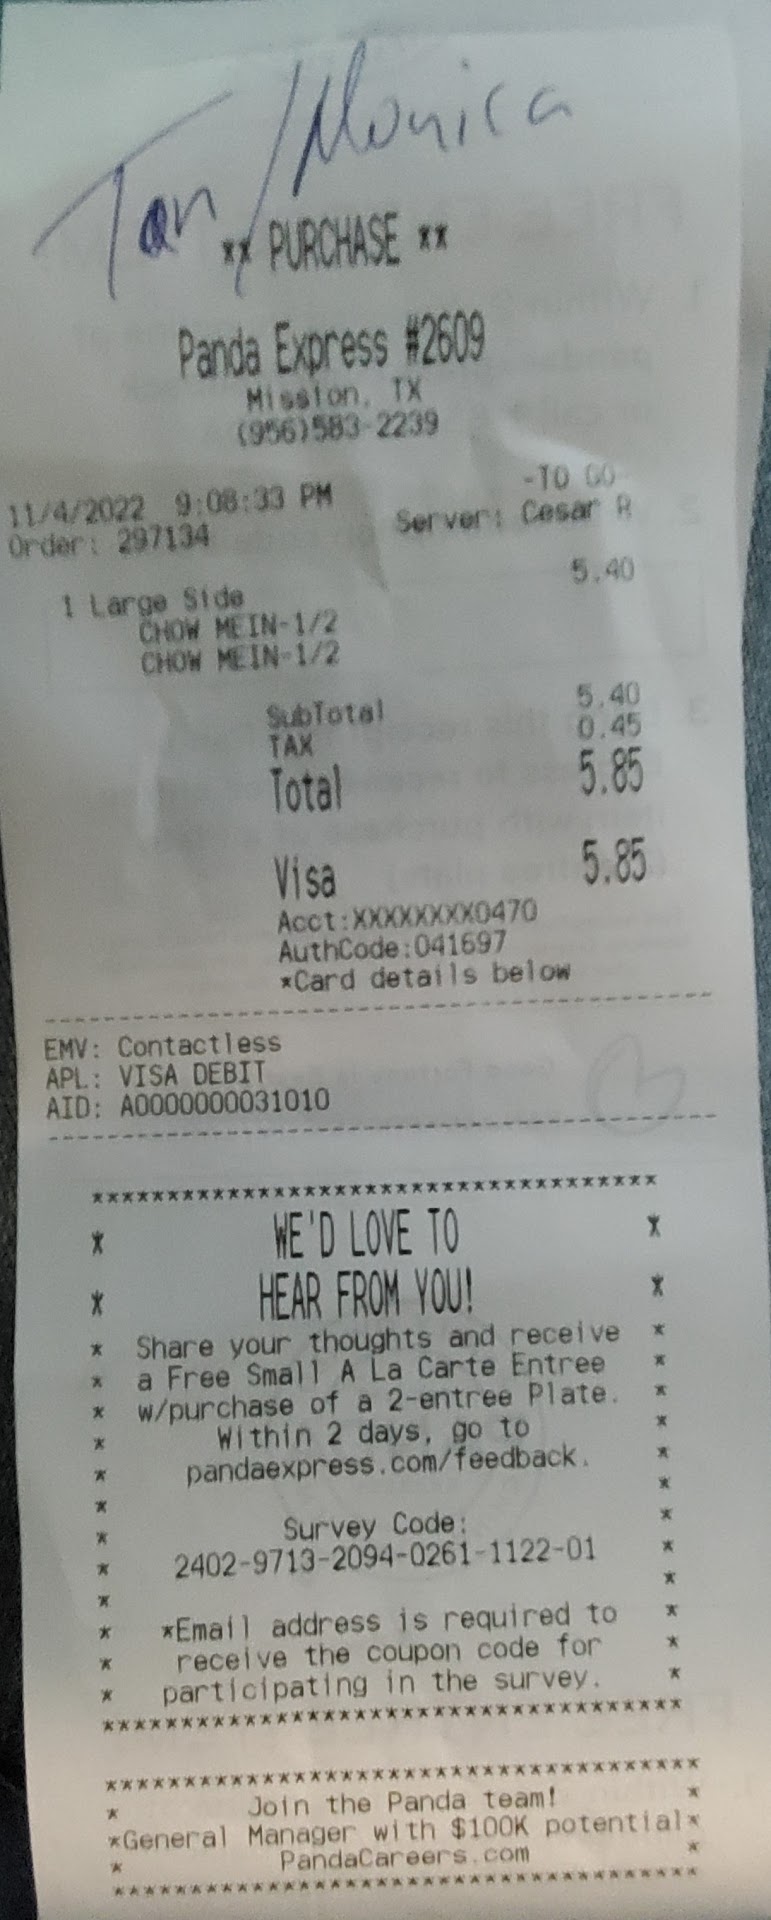 Tan/Monica
** PURCHASE **
Panda Express #2609
Mission, TX
(956)583-2239
-TO GO-
11/4/2022 9:08:33 PM
Server: Cesar R
Order: 297134
1 Large Side 5.40
CHOW MEIN-1/2
CHOW MEIN-1/2
SubTotal 5.40
TAX 0.45
Total 5.85
Visa 5.85
Acct:XXXXXXXX0470
AuthCode:041697
*Card details below
EMV: Contactless
APL: VISA DEBIT
AID: A0000000031010
WE'D LOVE TO
HEAR FROM YOU!
Share your thoughts and receive
a Free Small A La Carte Entree
w/purchase of a 2-entree Plate.
Within 2 days, go to
pandaexpress.com/feedback.
Survey Code:
2402-9713-2094-0261-1122-01
*Email address is required to
receive the coupon code for
participating in the survey.
Join the Panda team!
*General Manager with $100K potential*
PandaCareers.com